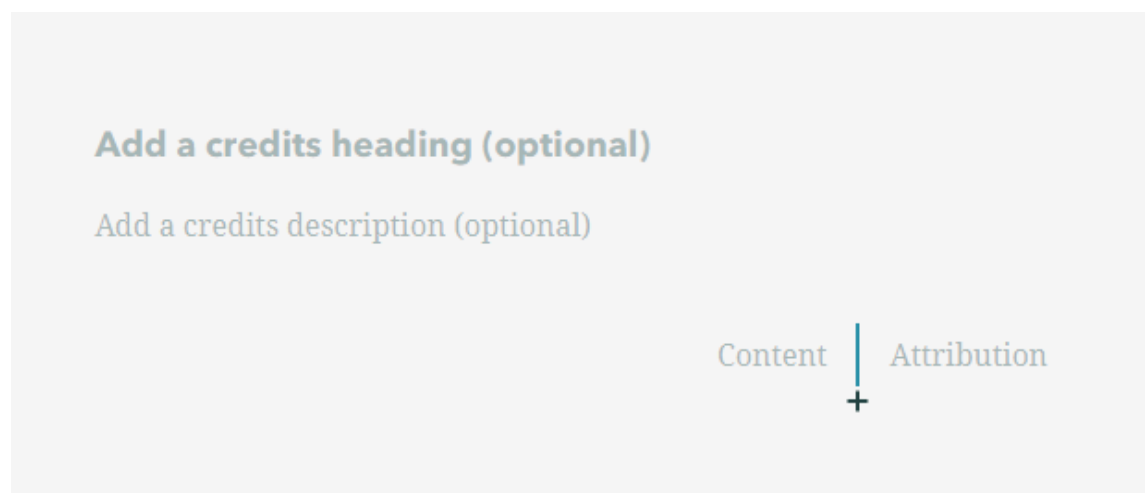 Add a credits heading (optional)
Add a credits description (optional)
Content Attribution
+